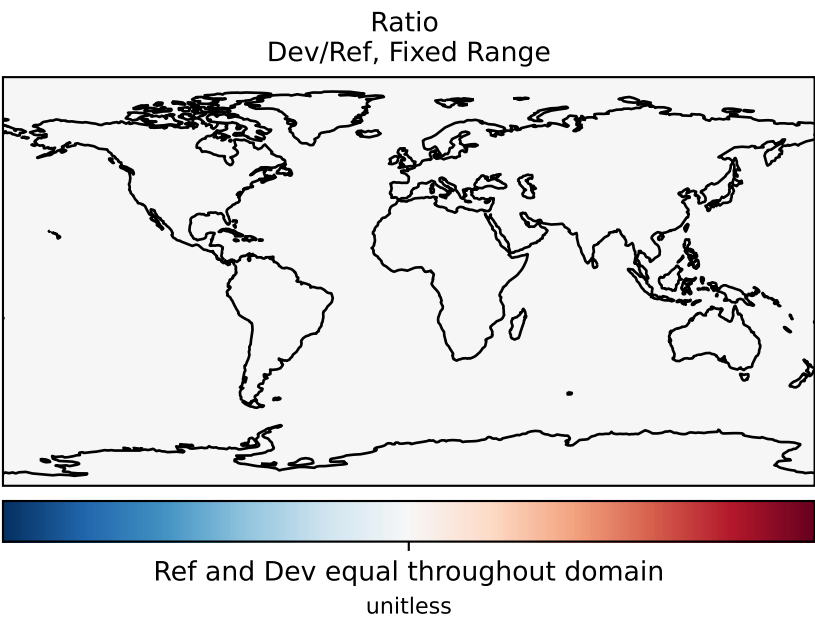 Ratio
Dev/Ref, Fixed Range
Ref and Dev equal throughout domain
unitless